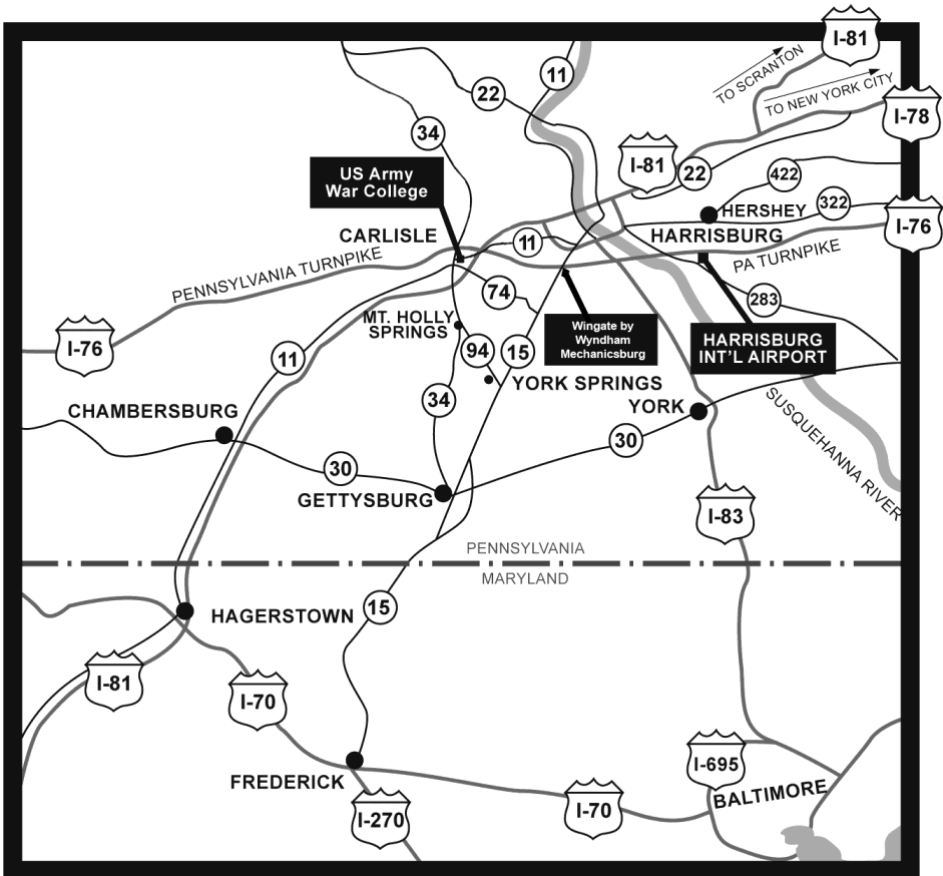 I-81
11
22
TO SCRANTON
TO NEW YORK CITY
I-78
34
I-81
22
422
US Army
War College
322
HERSHEY
I-76
CARLISLE
11
HARRISBURG
PA TURNPIKE
PENNSYLVANIA TURNPIKE
74
283
MT. HOLLY
SPRINGS
Wingate by
Wyndham
Mechanicsburg
HARRISBURG
INT'L AIRPORT
I-76
11
94
15
YORK SPRINGS
34
CHAMBERSBURG
YORK
SUSQUEHANNA RIVER
30
30
GETTYSBURG
I-83
PENNSYLVANIA
MARYLAND
15
HAGERSTOWN
I-81
I-70
I-695
FREDERICK
BALTIMORE
I-270
I-70